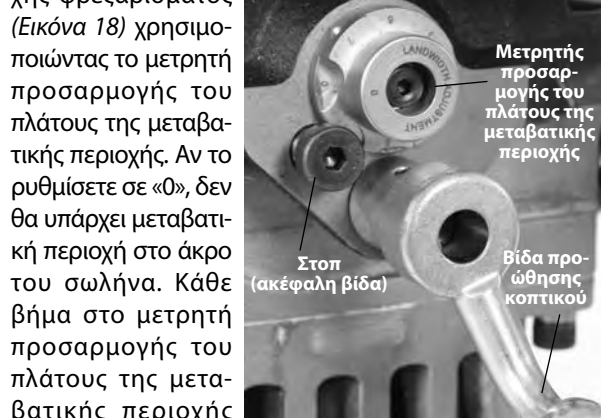 χής φρεζαρίσματος
(Εικόνα 18) χρησιμο-
ποιώντας το μετρητή
προσαρμογής του
πλάτους της μεταβα-
τικής περιοχής. Αν το
ρυθμίσετε σε «0», δεν
θα υπάρχει μεταβατι-
κή περιοχή στο άκρο
του σωλήνα. Κάθε
βήμα στο μετρητή
προσαρμογής του
πλάτους της μετα-
βατικής περιοχής
LANDWIDTH ADJUSTMENT
0
Μετρητής
προσαρ-
μογής του
πλάτους της
μεταβατικής
περιοχής
Στοπ
(ακέφαλη βίδα)
Βίδα προ-
ώθησης
κοπτικού